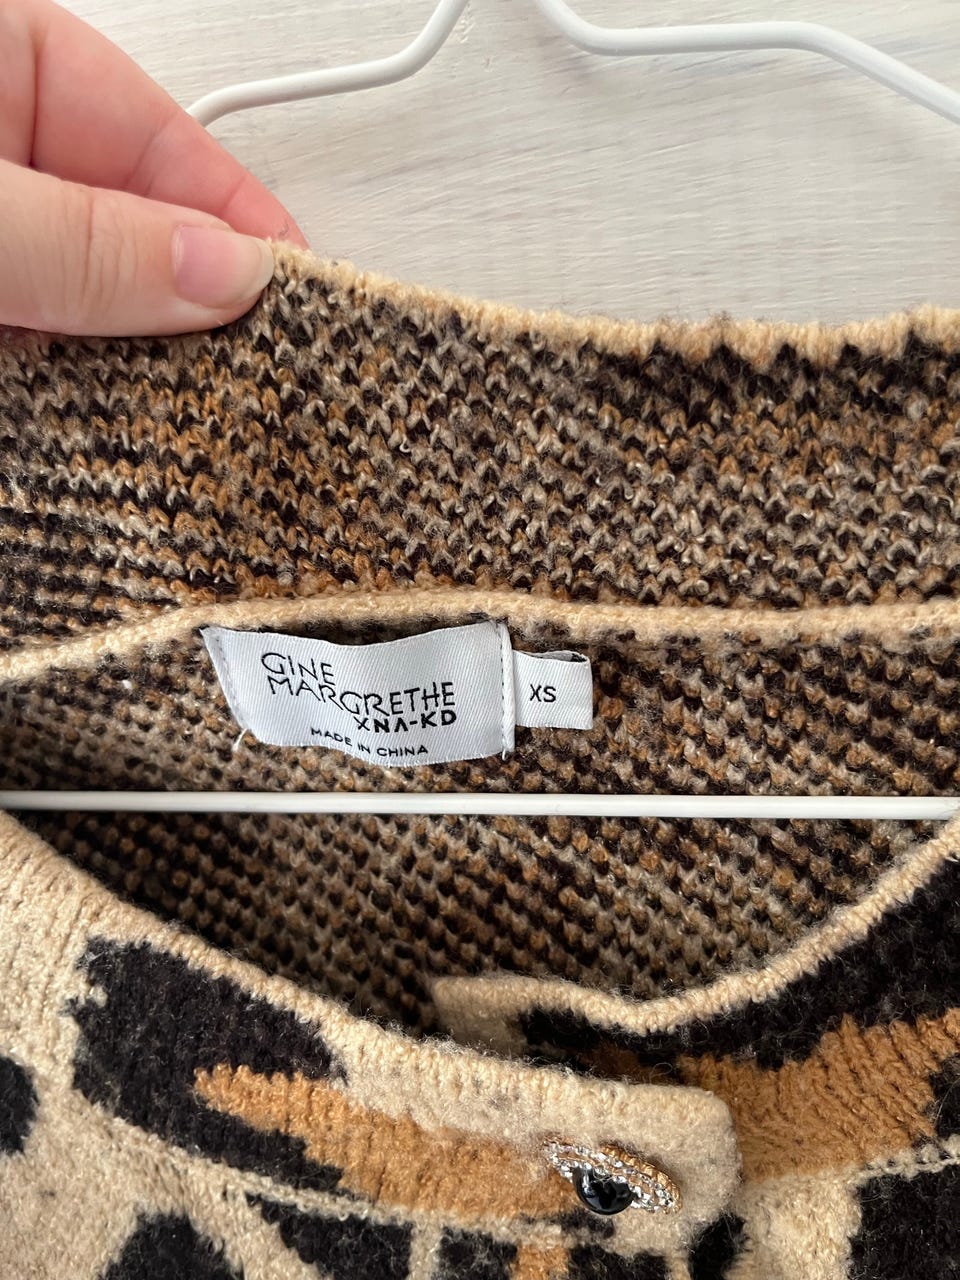 GINE
MARGRETHE
XNA-KD
MADE IN CHINA
XS